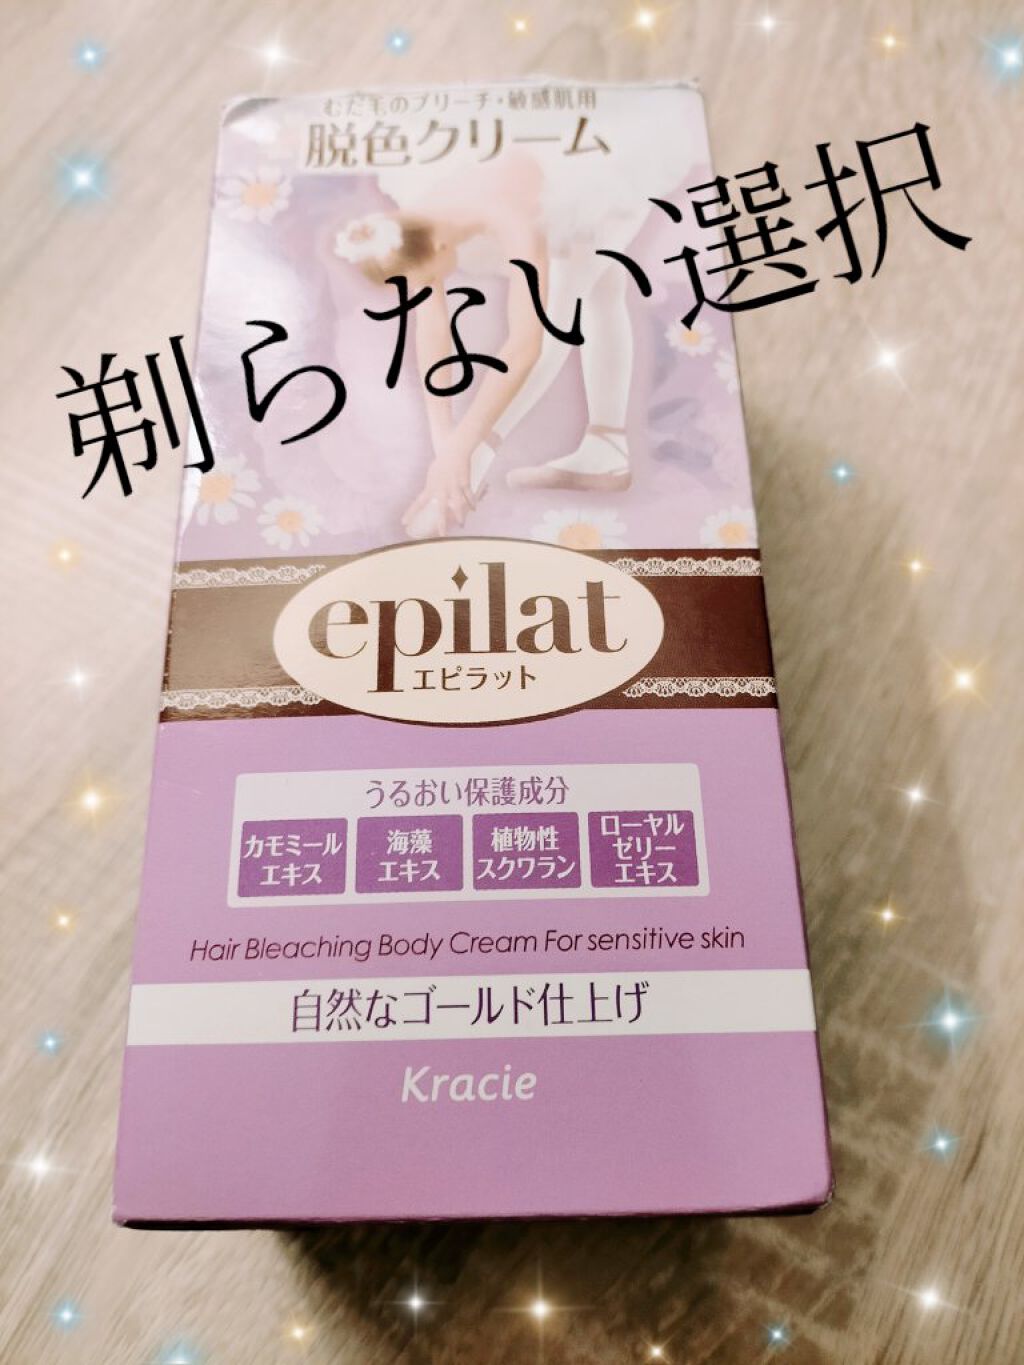 むだ毛のブリーチ・敏感肌用
脱色クリーム
剃らない選択
epilat
エピラット
うるおい保護成分
カモミール
エキス
海藻
エキス
植物性
スクワラン
ローヤル
ゼリー
エキス
Hair Bleaching Body Cream For sensitive skin
自然なゴールド仕上げ
Kracie